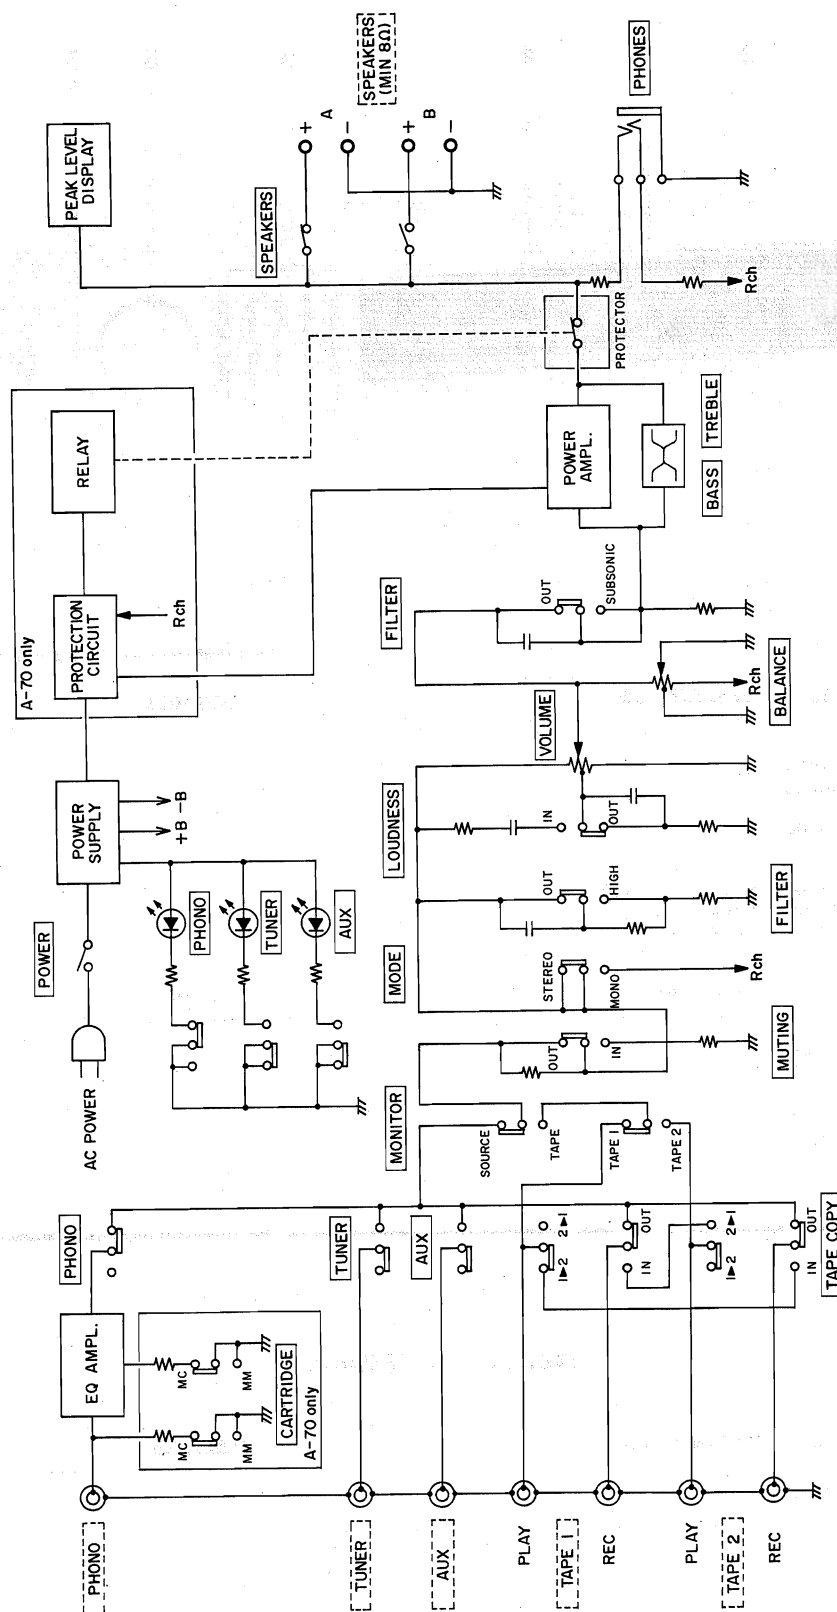 PHONO
TUNER
AUX
PLAY
TAPE 1
REC
PLAY
TAPE 2
REC
EQ AMPL.
MC
MM
MC
MM
CARTRIDGE
A-70 only
PHONO
TUNER
AUX
1▶2
2▶1
IN
OUT
1▶2
2▶1
IN
OUT
TAPE COPY
MONITOR
SOURCE
TAPE
TAPE 1
TAPE 2
AC POWER
POWER
POWER
SUPPLY
+B
-B
PHONO
TUNER
AUX
OUT
IN
MUTING
MODE
STEREO
MONO
Rch
OUT
HIGH
FILTER
LOUDNESS
IN
OUT
VOLUME
Rch
BALANCE
FILTER
OUT
SUBSONIC
A-70 only
PROTECTION
CIRCUIT
Rch
RELAY
POWER
AMPL.
BASS
TREBLE
PROTECTOR
Rch
PEAK LEVEL
DISPLAY
SPEAKERS
+
A
-
+
B
-
SPEAKERS
(MIN 8Ω)
PHONES